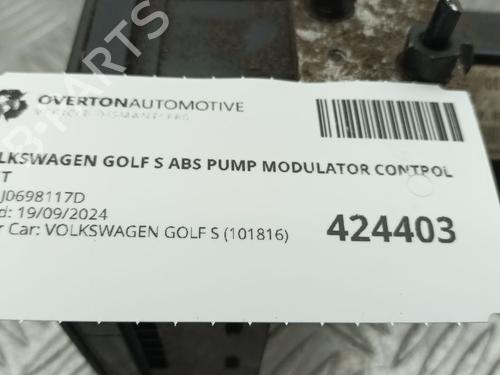 OVERTONAUTOMOTIVE
LKSWAGEN GOLF S ABS PUMP MODULATOR CONTROL
T
J0698117D
d: 19/09/2024
r Car: VOLKSWAGEN GOLF S (101816)
424403